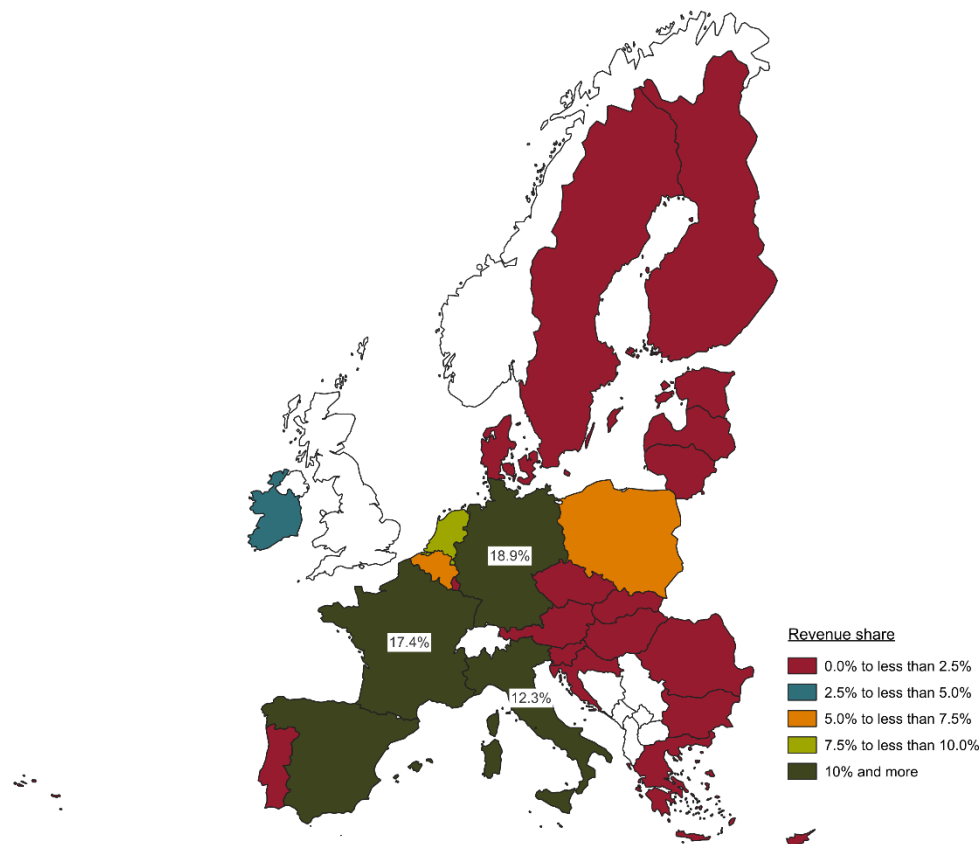 18.9%
17.4%
12.3%
Revenue share
0.0% to less than 2.5%
2.5% to less than 5.0%
5.0% to less than 7.5%
7.5% to less than 10.0%
10% and more